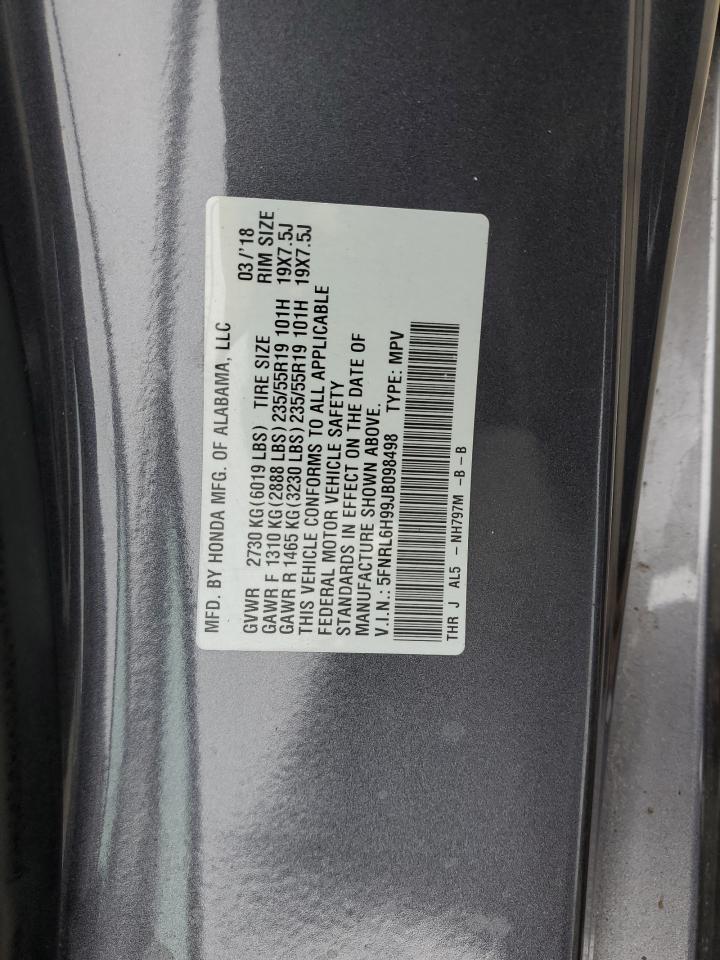 MFD. BY HONDA MFG. OF ALABAMA, LLC 03/'18
GVWR 2730 KG(6019 LBS) TIRE SIZE RIM SIZE
GAWR F 1310 KG(2888 LBS)235/55R19 101H 19X7.5J
GAWR R 1465 KG(3230 LBS)235/55R19 101H 19X7.5J
THIS VEHICLE CONFORMS TO ALL APPLICABLE
FEDERAL MOTOR VEHICLE SAFETY
STANDARDS IN EFFECT ON THE DATE OF
MANUFACTURE SHOWN ABOVE.
V.I.N.: 5FNRL6H99JB098498 TYPE: MPV
THR J AL5 - NH797M -B-B